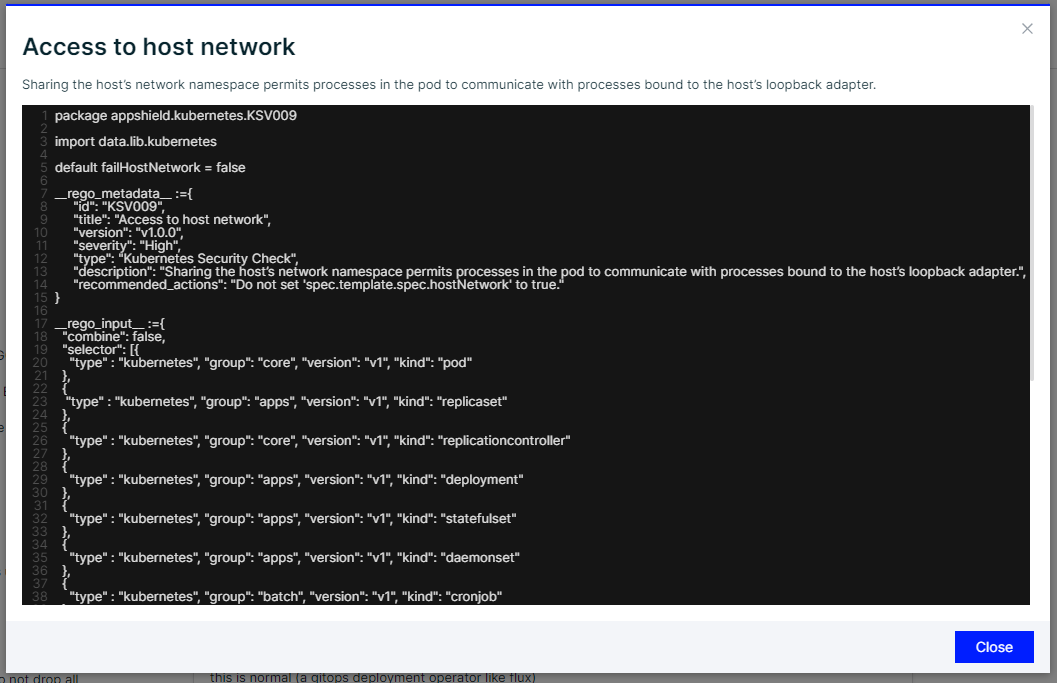 Access to host network
Sharing the host's network namespace permits processes in the pod to communicate with processes bound to the host's loopback adapter.
1 package appshield.kubernetes.KSV009
2
3 import data.lib.kubernetes
4
5 default failHostNetwork = false
6
7 __rego_metadata__ :={
8 "id": "KSV009",
9 "title": "Access to host network",
10 "version": "v1.0.0",
11 "severity": "High",
12 "type": "Kubernetes Security Check",
13 "description": "Sharing the host's network namespace permits processes in the pod to communicate with processes bound to the host's loopback adapter.",
14 "recommended_actions": "Do not set 'spec.template.spec.hostNetwork' to true."
15 }
16
17 __rego_input__ :={
18 "combine": false,
19 "selector": [{
20 "type" : "kubernetes", "group": "core", "version": "v1", "kind": "pod"
21 },
22 {
23 "type" : "kubernetes", "group": "apps", "version": "v1", "kind": "replicaset"
24 },
25 {
26 "type" : "kubernetes", "group": "core", "version": "v1", "kind": "replicationcontroller"
27 },
28 {
29 "type" : "kubernetes", "group": "apps", "version": "v1", "kind": "deployment"
30 },
31 {
32 "type" : "kubernetes", "group": "apps", "version": "v1", "kind": "statefulset"
33 },
34 {
35 "type" : "kubernetes", "group": "apps", "version": "v1", "kind": "daemonset"
36 },
37 {
38 "type" : "kubernetes", "group": "batch", "version": "v1", "kind": "cronjob"
Close
not drop all
this is normal (a gitops deployment operator like flux)